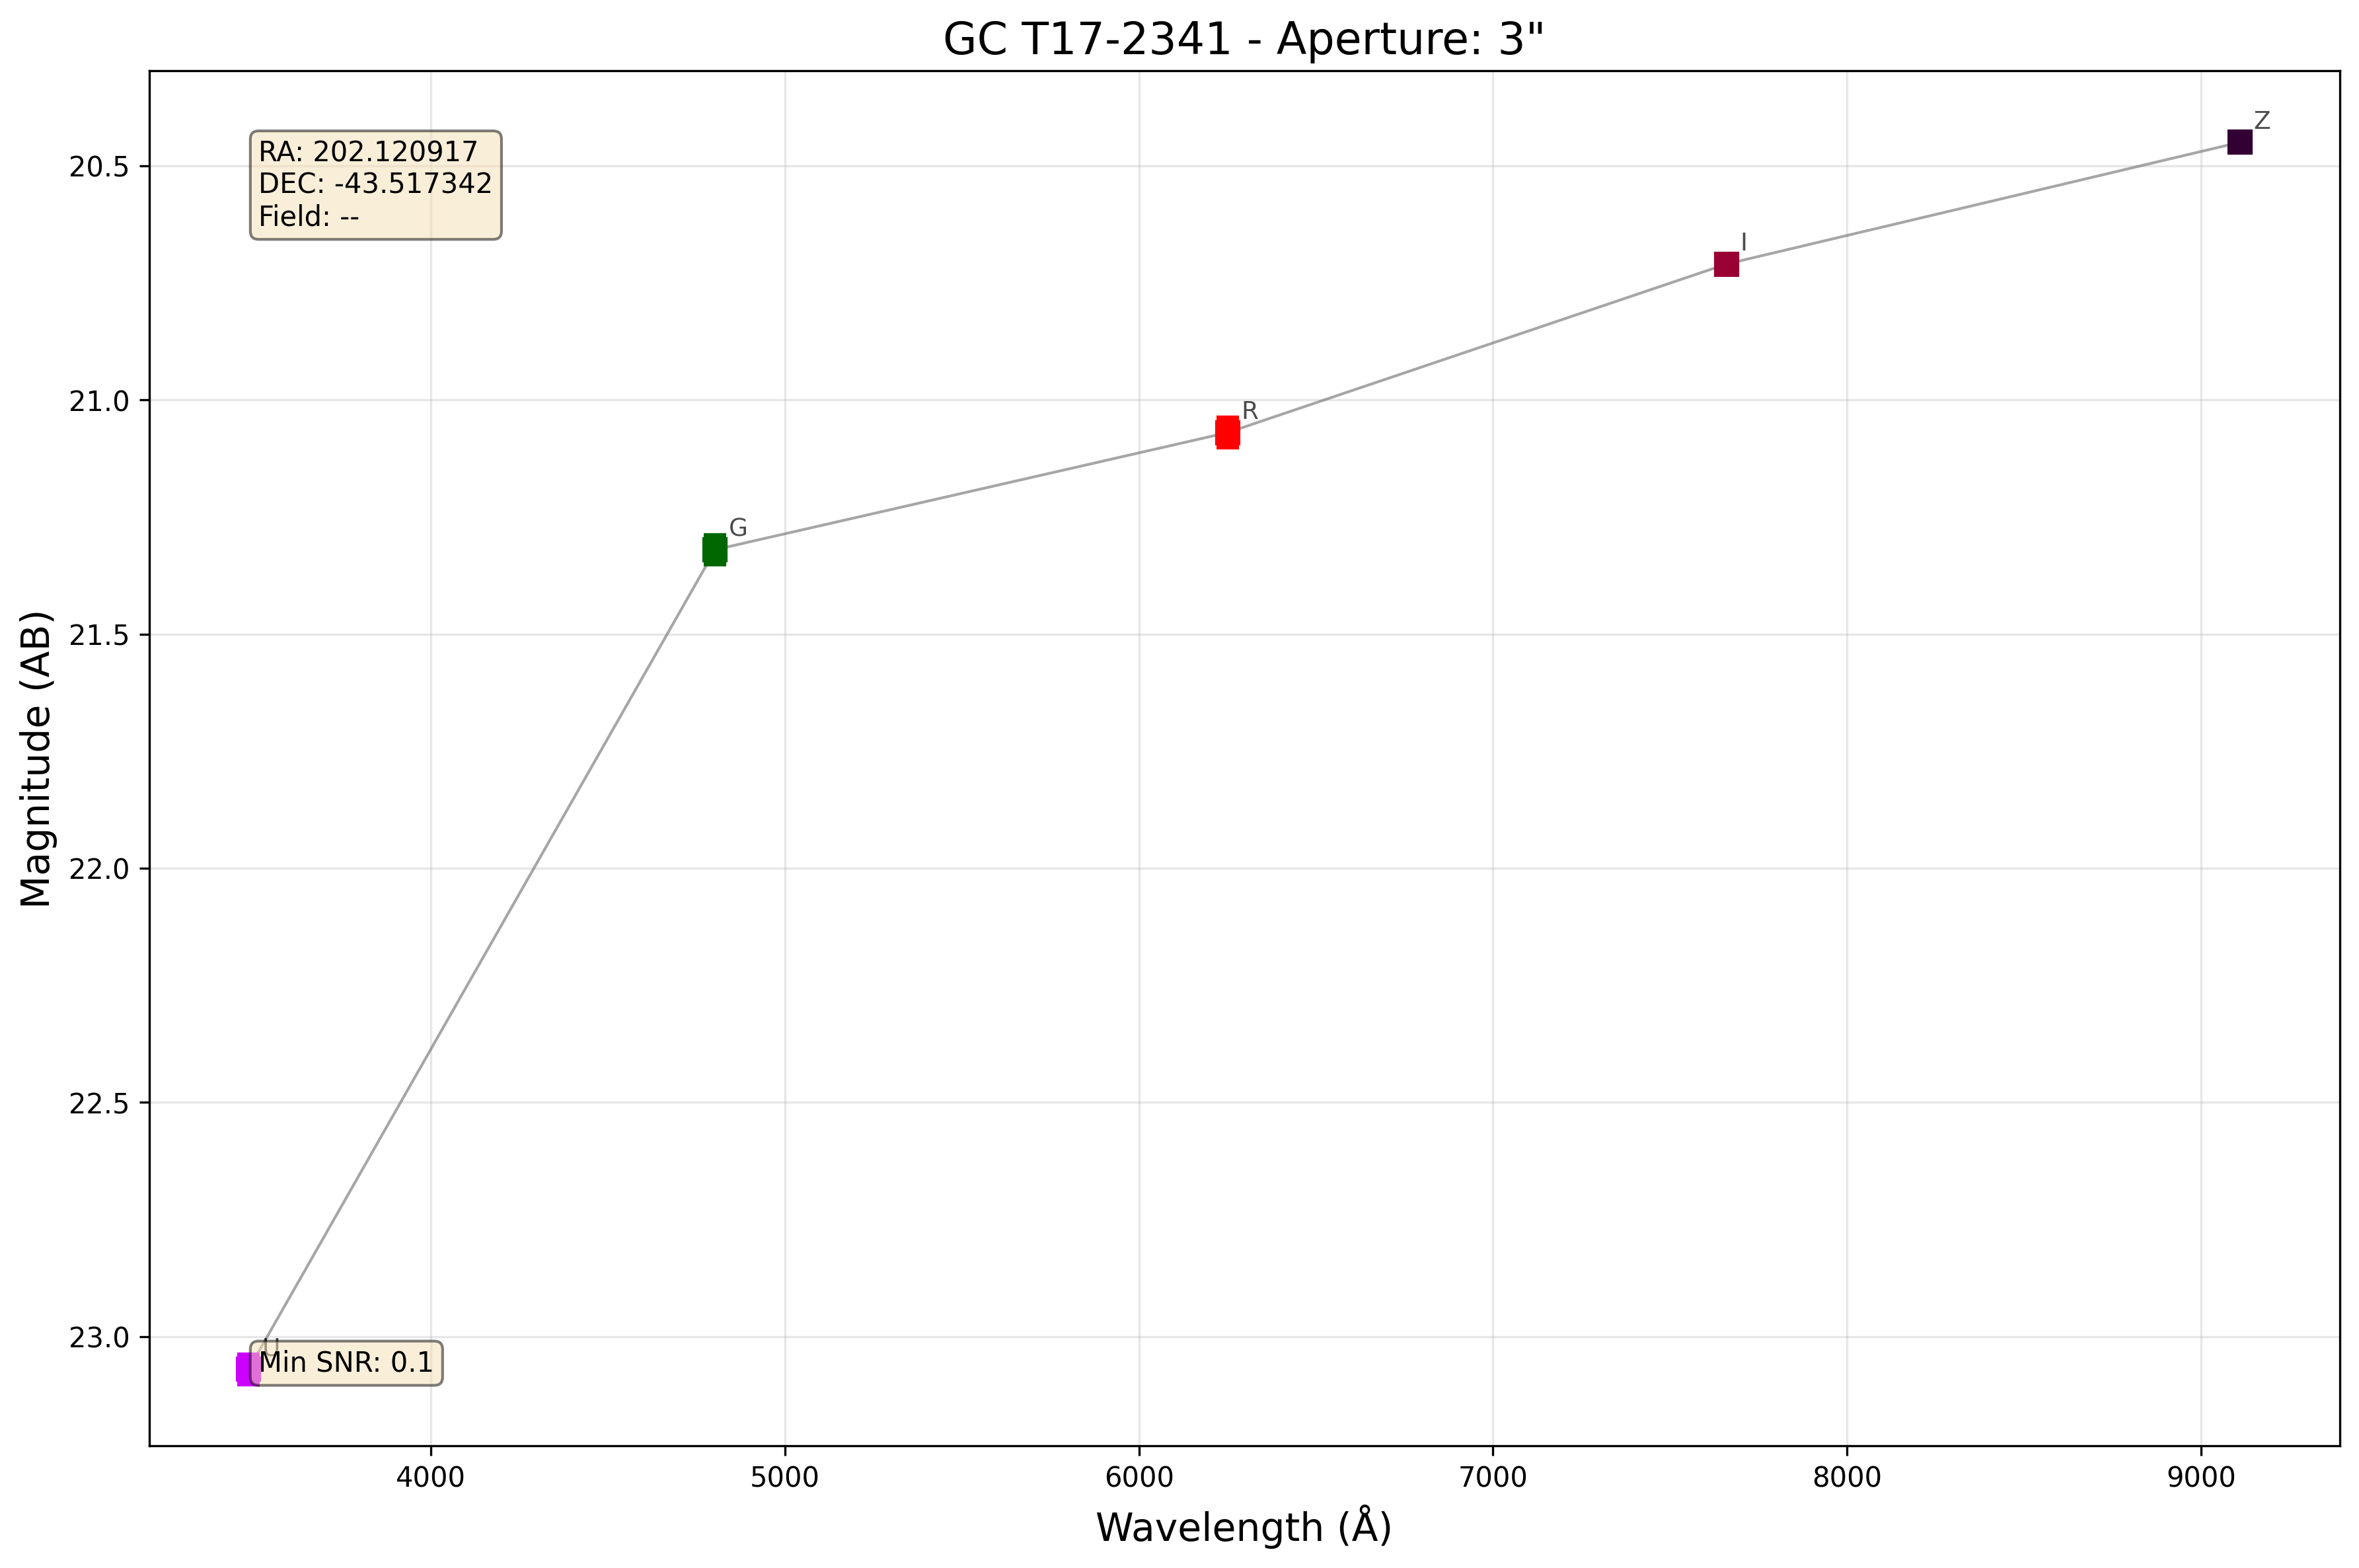 GC T17-2341 - Aperture: 3"
RA: 202.120917
DEC: -43.517342
Field: --
Z
I
R
G
U
Min SNR: 0.1
20.5
21.0
21.5
22.0
22.5
23.0
Magnitude (AB)
4000 5000 6000 7000 8000 9000
Wavelength (Å)